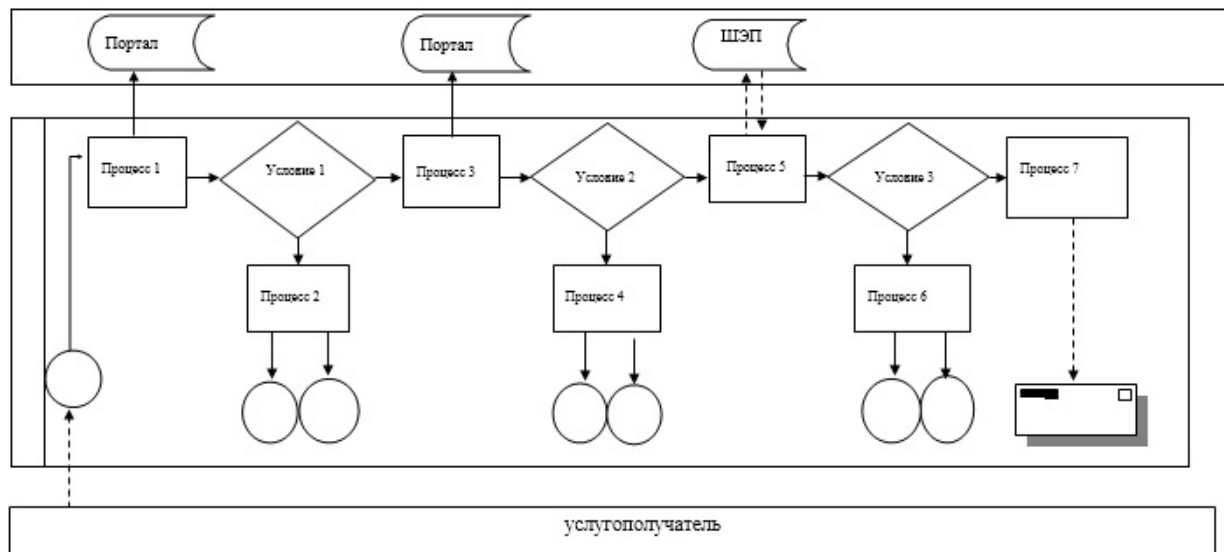 Портал
Портал
ШЭП
Процесс 1
Условие 1
Процесс 3
Условие 2
Процесс 5
Условие 3
Процесс 7
Процесс 2
Процесс 4
Процесс 6
услугополучатель